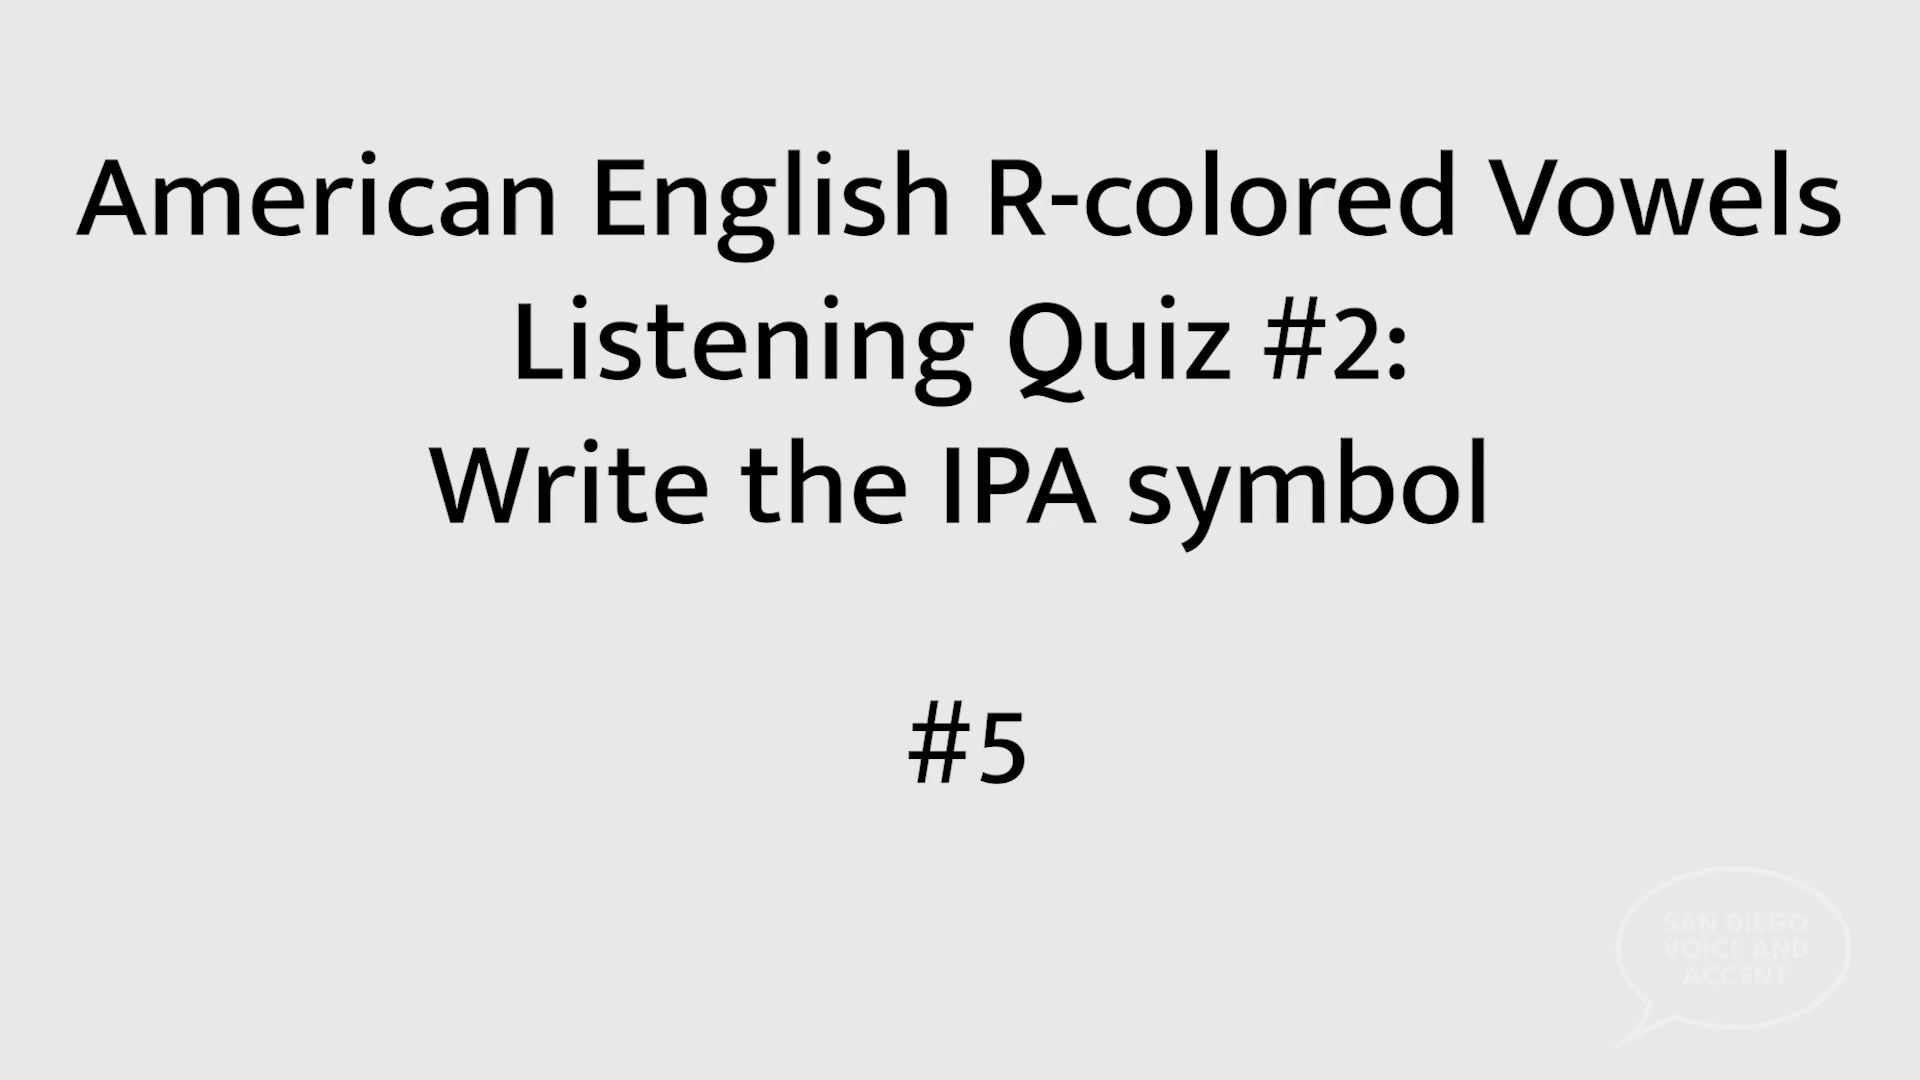 American English R-colored Vowels
Listening Quiz #2:
Write the IPA symbol
#5
SAN DIEGO
VOICE AND
ACCENT